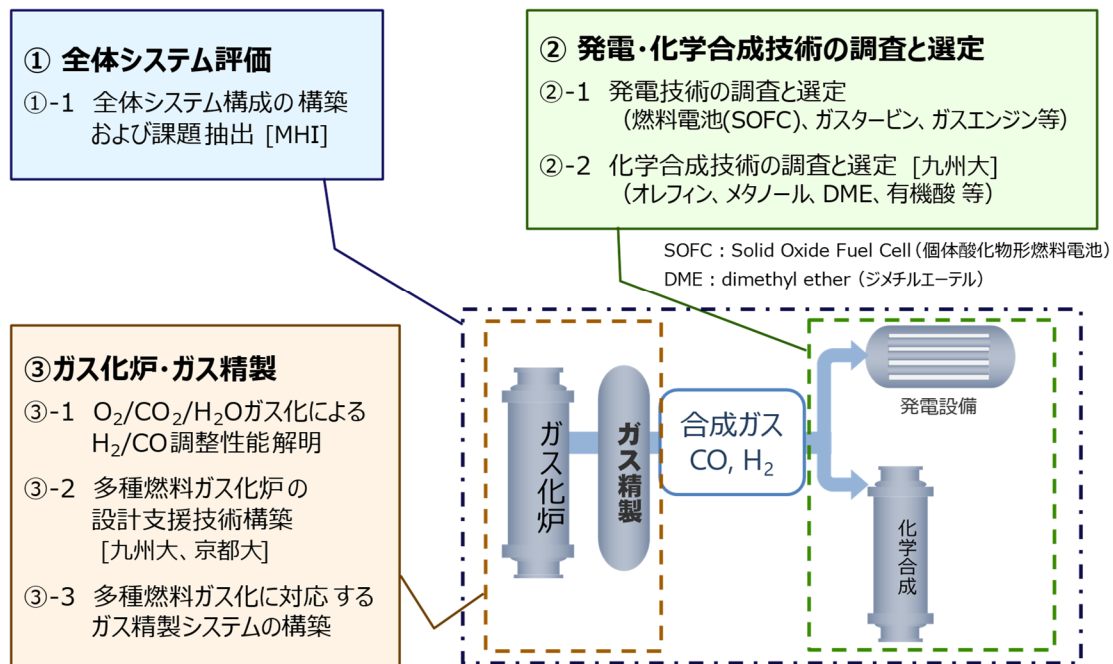 ① 全体システム評価
①-1 全体システム構成の構築
および課題抽出 [MHI]
② 発電・化学合成技術の調査と選定
②-1 発電技術の調査と選定
（燃料電池(SOFC)、ガスタービン、ガスエンジン等）
②-2 化学合成技術の調査と選定 [九州大]
（オレフィン、メタノール、DME、有機酸 等）
SOFC：Solid Oxide Fuel Cell（個体酸化物形燃料電池）
DME：dimethyl ether（ジメチルエーテル）
③ガス化炉・ガス精製
③-1 O₂/CO₂/H₂Oガス化による
H₂/CO調整性能解明
③-2 多種燃料ガス化炉の
設計支援技術構築
[九州大、京都大]
③-3 多種燃料ガス化に対応する
ガス精製システムの構築
ガス化炉
ガス精製
合成ガス
CO, H₂
発電設備
化学合成